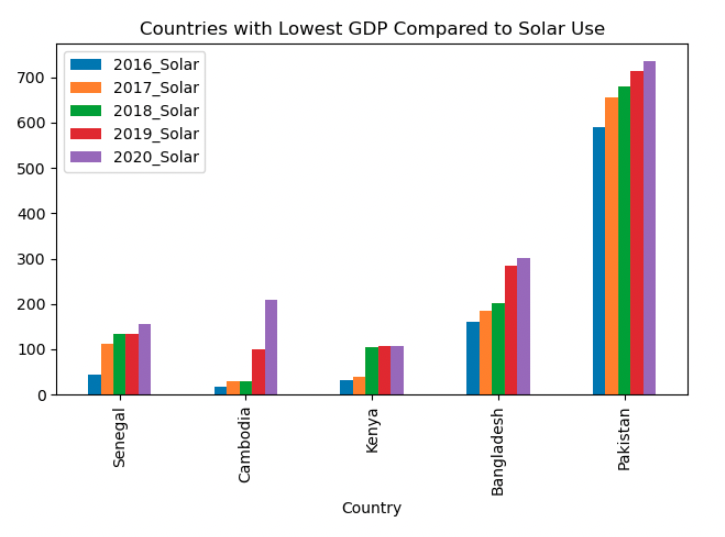 Countries with Lowest GDP Compared to Solar Use
2016_Solar
2017_Solar
2018_Solar
2019_Solar
2020_Solar
700
600
500
400
300
200
100
0
Senegal
Cambodia
Kenya
Bangladesh
Pakistan
Country